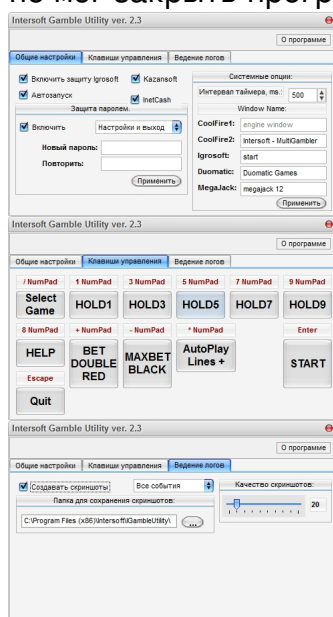 не мог закрыть прогр
Intersoft Gamble Utility ver. 2.3
О программе
Общие настройки Клавиши управления Ведение логов
Включить защиту Igrosoft Kazansoft
Автозапуск InetCash
Защита паролем.
Включить Настройки и выход
Новый пароль:
Повторить:
Применить
Системные опции:
Интервал таймера, ms.: 500
Window Name:
CoolFire1: engine window
CoolFire2: Intersoft - MultiGambler
Igrosoft: start
Duomatic: Duomatic Games
MegaJack: megajack 12
Применить
Intersoft Gamble Utility ver. 2.3
О программе
Общие настройки Клавиши управления Ведение логов
/ NumPad 1 NumPad 3 NumPad 5 NumPad 7 NumPad 9 NumPad
Select Game HOLD1 HOLD3 HOLD5 HOLD7 HOLD9
8 NumPad + NumPad - NumPad * NumPad Enter
HELP BET DOUBLE RED MAXBET BLACK AutoPlay Lines + START
Escape
Quit
Intersoft Gamble Utility ver. 2.3
О программе
Общие настройки Клавиши управления Ведение логов
Создавать скриншоты: Все события
Папка для сохранения скриншотов:
C:\Program Files (x86)\Intersoft\GambleUtility\ ...
Качество скриншотов:
20